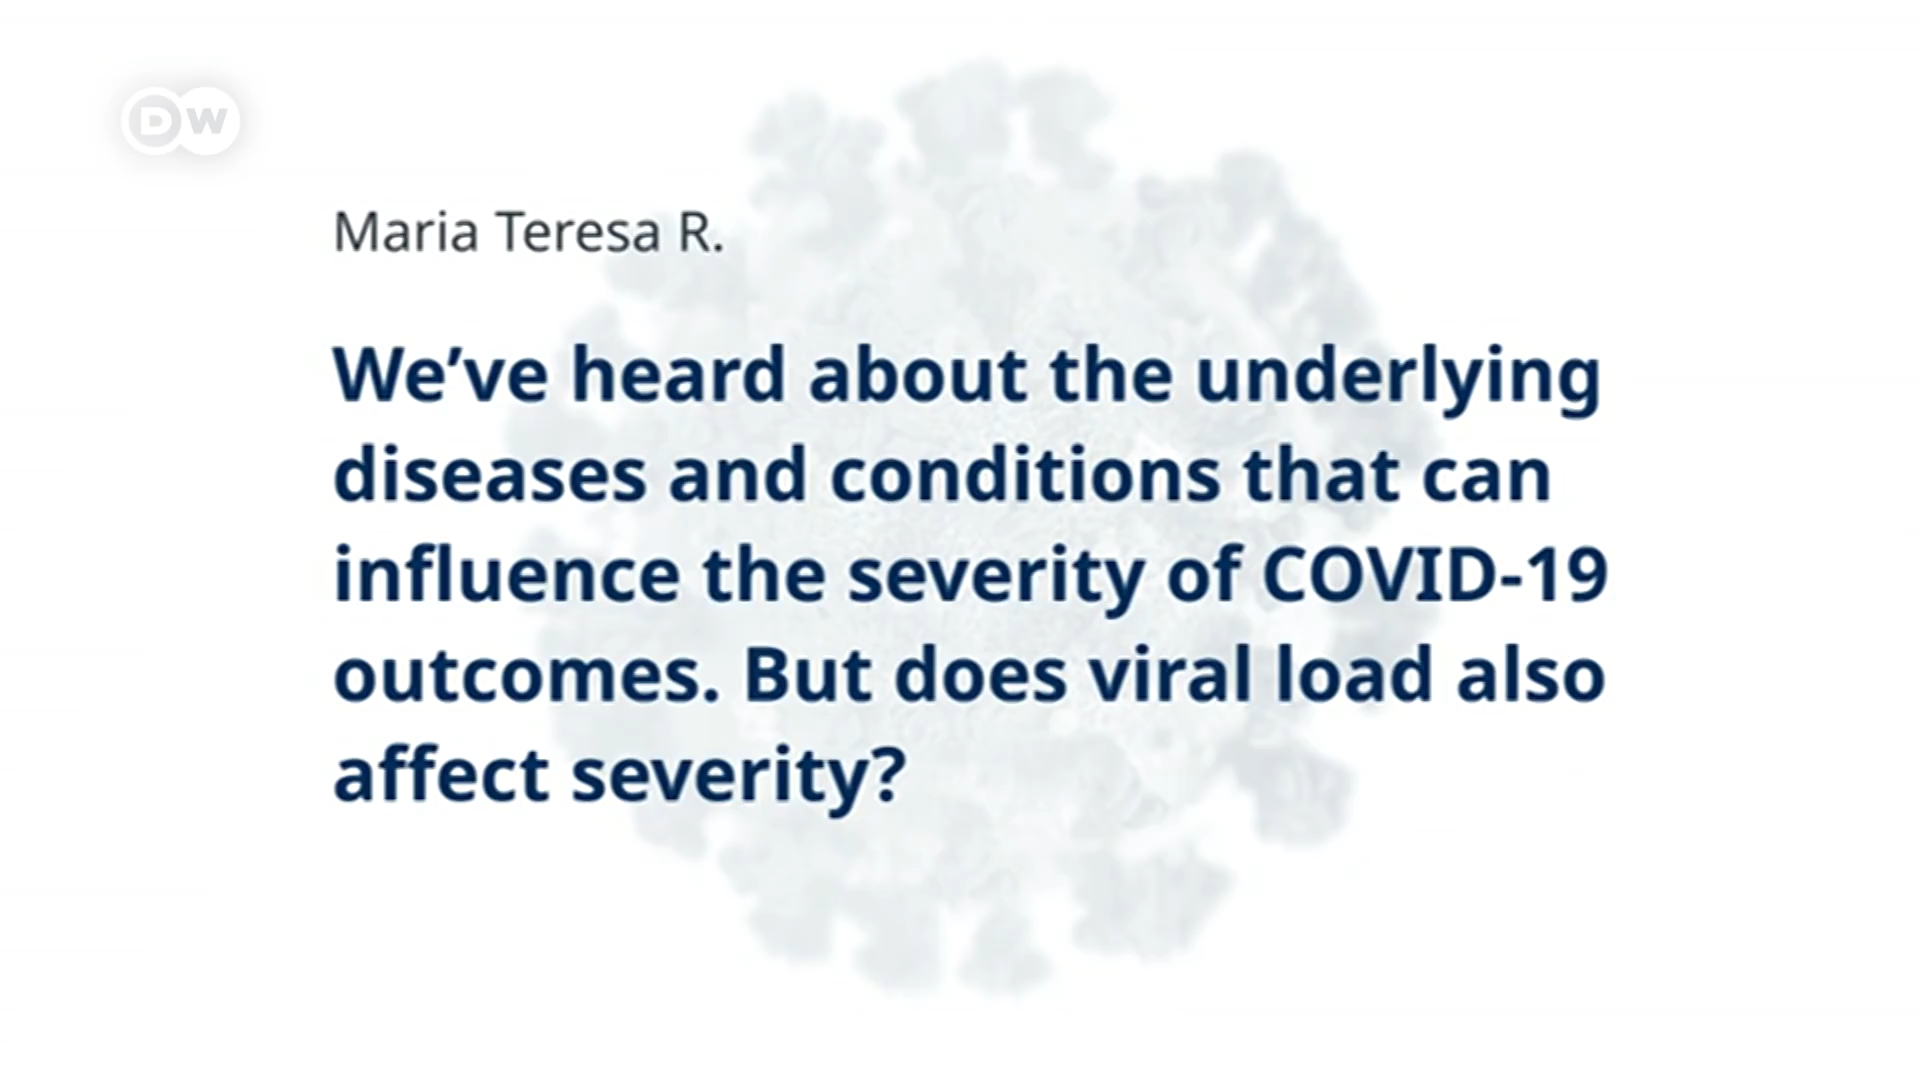 DW
Maria Teresa R.
We’ve heard about the underlying
diseases and conditions that can
influence the severity of COVID-19
outcomes. But does viral load also
affect severity?